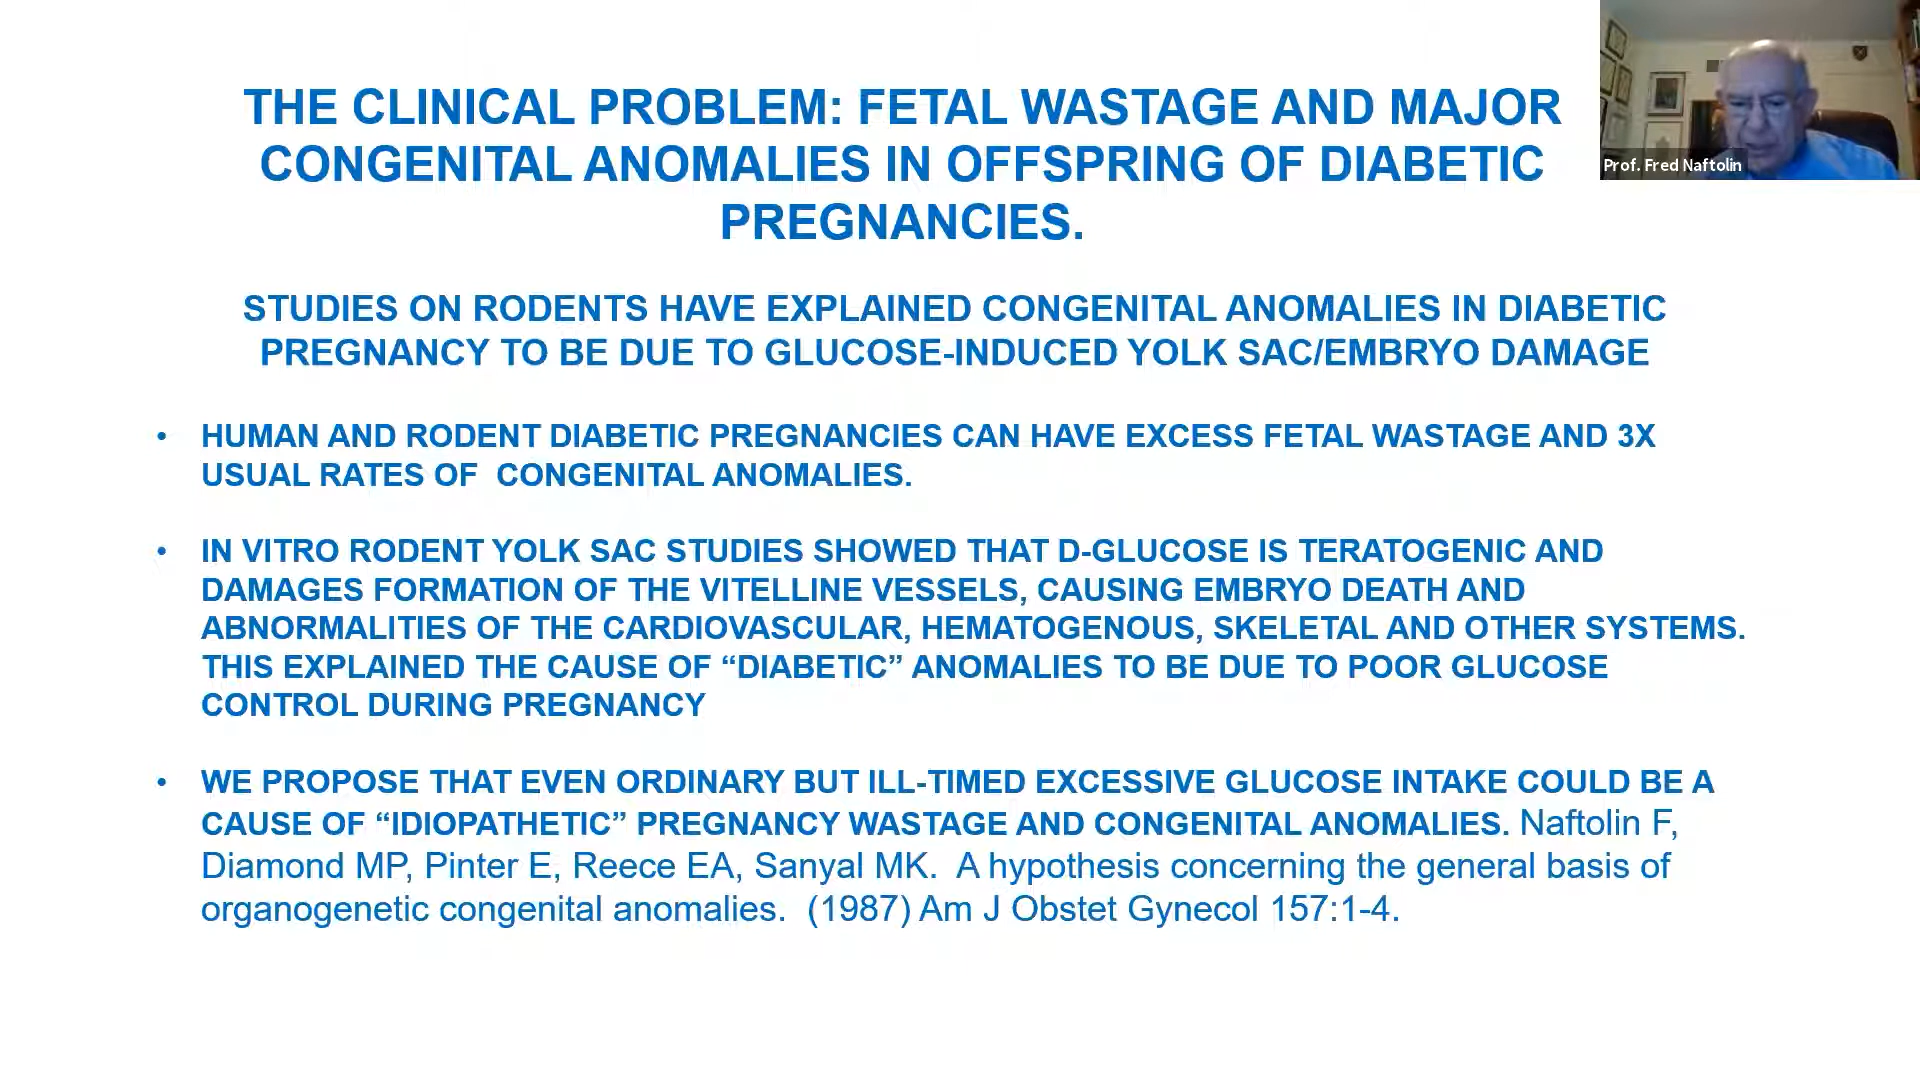 THE CLINICAL PROBLEM: FETAL WASTAGE AND MAJOR
CONGENITAL ANOMALIES IN OFFSPRING OF DIABETIC
PREGNANCIES.
Prof. Fred Naftolin
STUDIES ON RODENTS HAVE EXPLAINED CONGENITAL ANOMALIES IN DIABETIC
PREGNANCY TO BE DUE TO GLUCOSE-INDUCED YOLK SAC/EMBRYO DAMAGE
• HUMAN AND RODENT DIABETIC PREGNANCIES CAN HAVE EXCESS FETAL WASTAGE AND 3X
USUAL RATES OF  CONGENITAL ANOMALIES.
• IN VITRO RODENT YOLK SAC STUDIES SHOWED THAT D-GLUCOSE IS TERATOGENIC AND
DAMAGES FORMATION OF THE VITELLINE VESSELS, CAUSING EMBRYO DEATH AND
ABNORMALITIES OF THE CARDIOVASCULAR, HEMATOGENOUS, SKELETAL AND OTHER SYSTEMS.
THIS EXPLAINED THE CAUSE OF “DIABETIC” ANOMALIES TO BE DUE TO POOR GLUCOSE
CONTROL DURING PREGNANCY
• WE PROPOSE THAT EVEN ORDINARY BUT ILL-TIMED EXCESSIVE GLUCOSE INTAKE COULD BE A
CAUSE OF “IDIOPATHETIC” PREGNANCY WASTAGE AND CONGENITAL ANOMALIES. Naftolin F,
Diamond MP, Pinter E, Reece EA, Sanyal MK.  A hypothesis concerning the general basis of
organogenetic congenital anomalies.  (1987) Am J Obstet Gynecol 157:1-4.